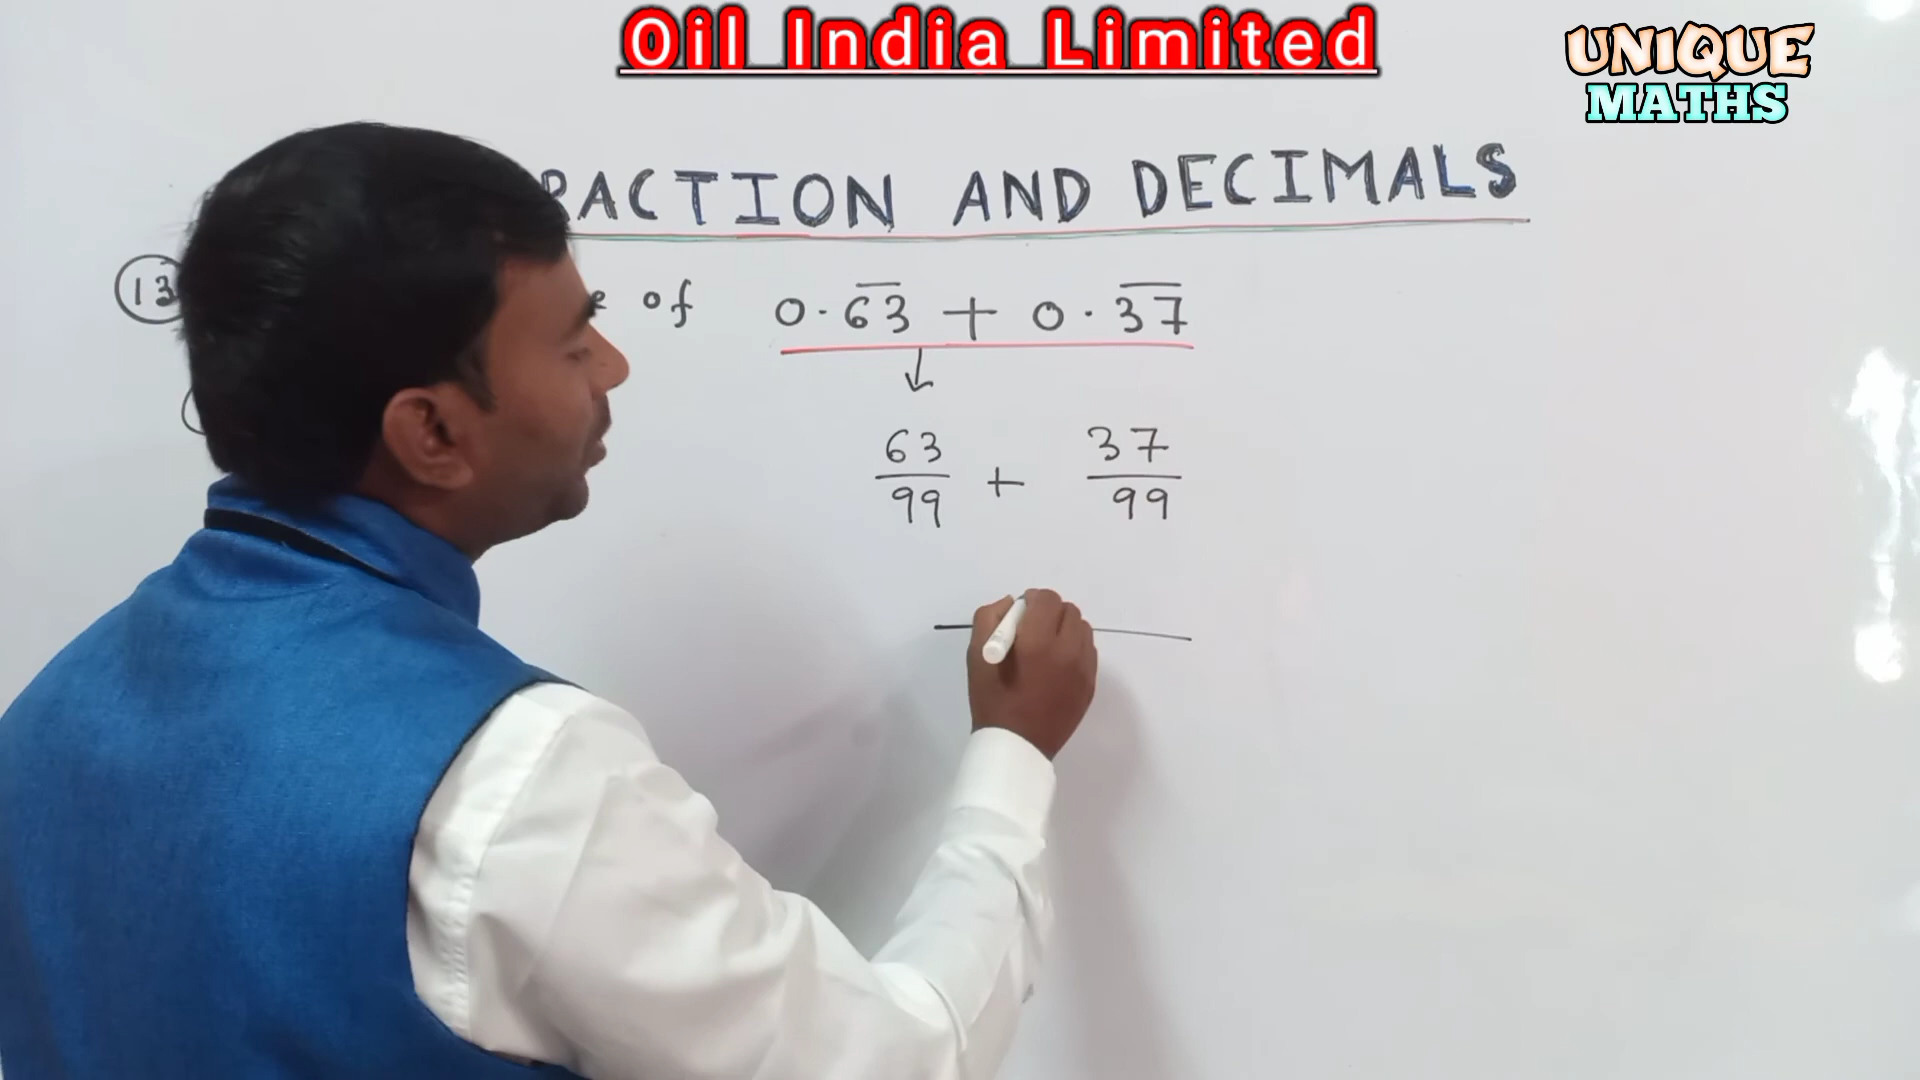 Oil India Limited
UNIQUE
MATHS
RACTION AND DECIMALS
13 of 0.6̅3̅ + 0.3̅7̅
63/99 + 37/99